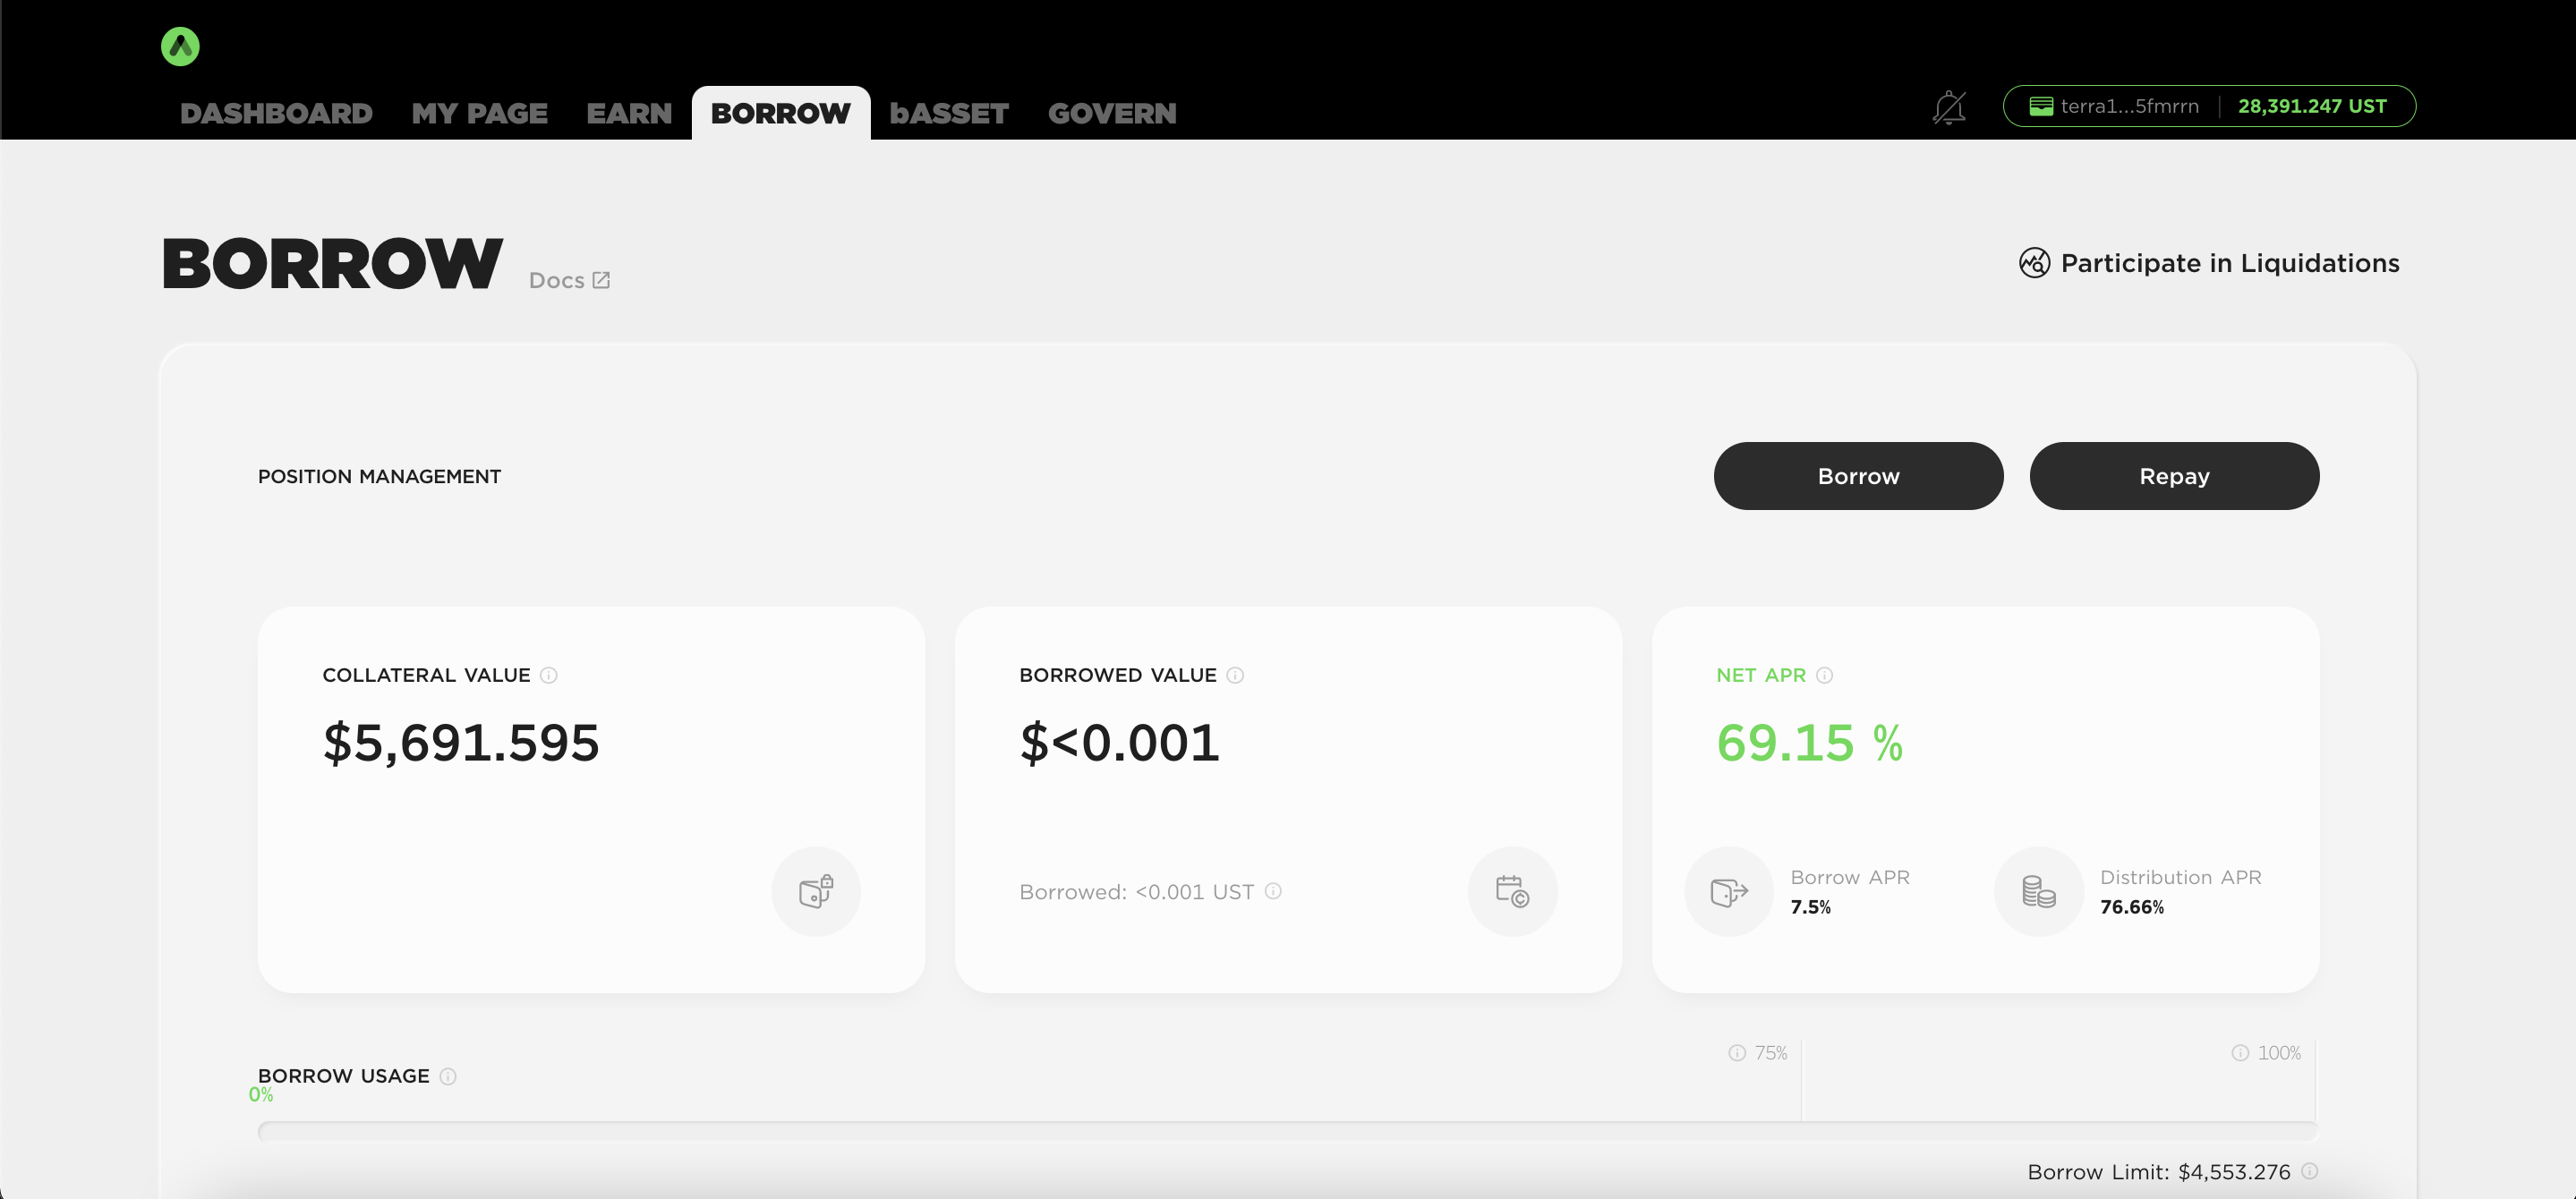 DASHBOARD MY PAGE EARN BORROW bASSET GOVERN terra1...5fmrrn 28,391.247 UST
BORROW Docs Participate in Liquidations
POSITION MANAGEMENT Borrow Repay
COLLATERAL VALUE
$5,691.595
BORROWED VALUE
$<0.001
Borrowed: <0.001 UST
NET APR
69.15 %
Borrow APR
7.5%
Distribution APR
76.66%
75% 100%
BORROW USAGE
0%
Borrow Limit: $4,553.276